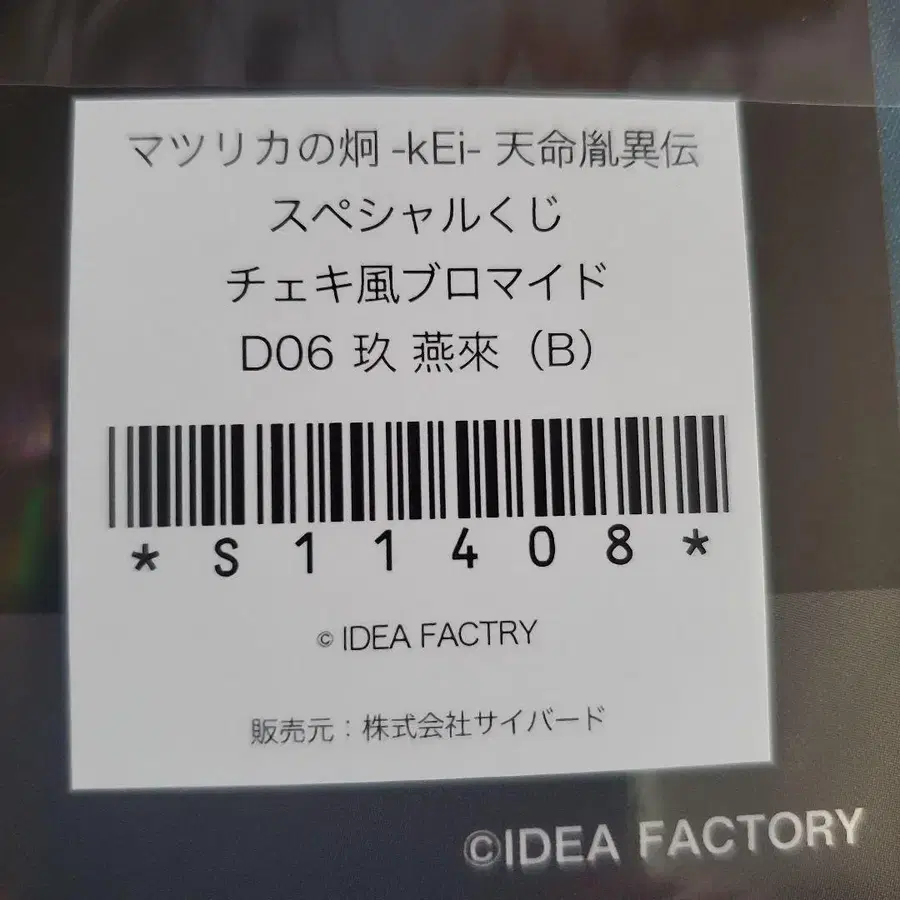 マツリカの炯 -kEi- 天命胤異伝
スペシャルくじ
チェキ風ブロマイド
D06 玖 燕來（B）
*S11408*
© IDEA FACTRY
販売元：株式会社サイバード
©IDEA FACTORY